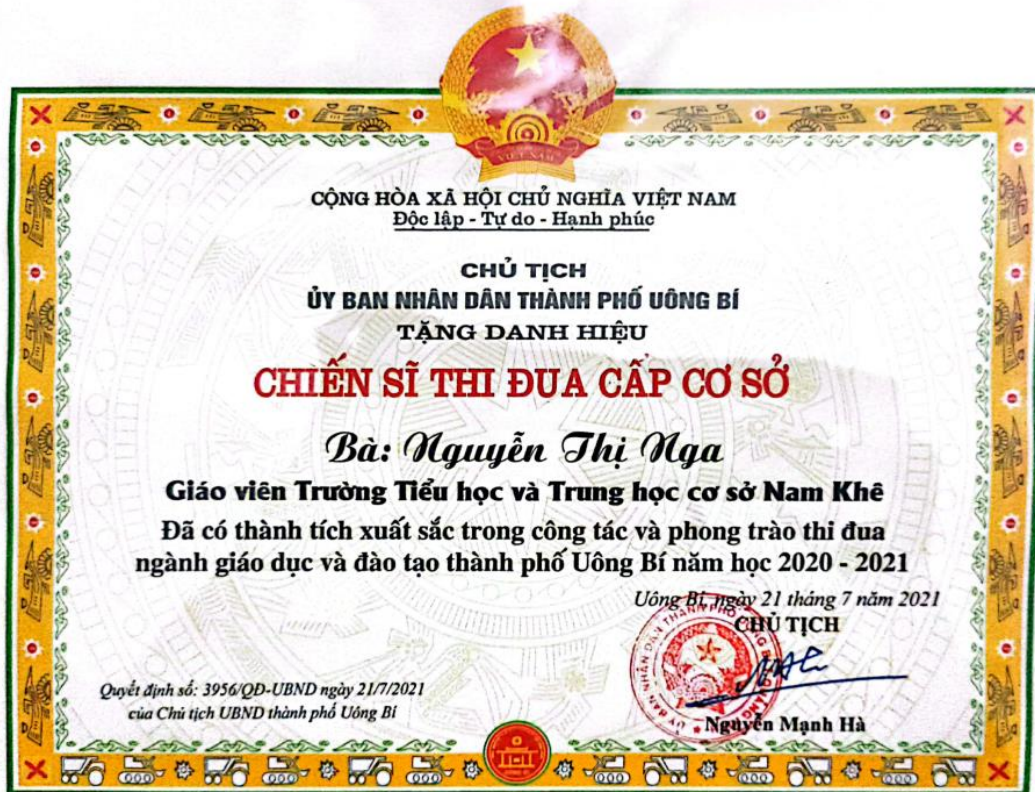 VIỆT NAM
CỘNG HÒA XÃ HỘI CHỦ NGHĨA VIỆT NAM
Độc lập - Tự do - Hạnh phúc
CHỦ TỊCH
ỦY BAN NHÂN DÂN THÀNH PHỐ UÔNG BÍ
TẶNG DANH HIỆU
CHIẾN SĨ THI ĐUA CẤP CƠ SỞ
Bà: Nguyễn Thị Nga
Giáo viên Trường Tiểu học và Trung học cơ sở Nam Khê
Đã có thành tích xuất sắc trong công tác và phong trào thi đua
ngành giáo dục và đào tạo thành phố Uông Bí năm học 2020 - 2021
Uông Bí, ngày 21 tháng 7 năm 2021
CHỦ TỊCH
Quyết định số: 3956/QĐ-UBND ngày 21/7/2021
của Chủ tịch UBND thành phố Uông Bí
Nguyễn Mạnh Hà
UÔNG BÍ